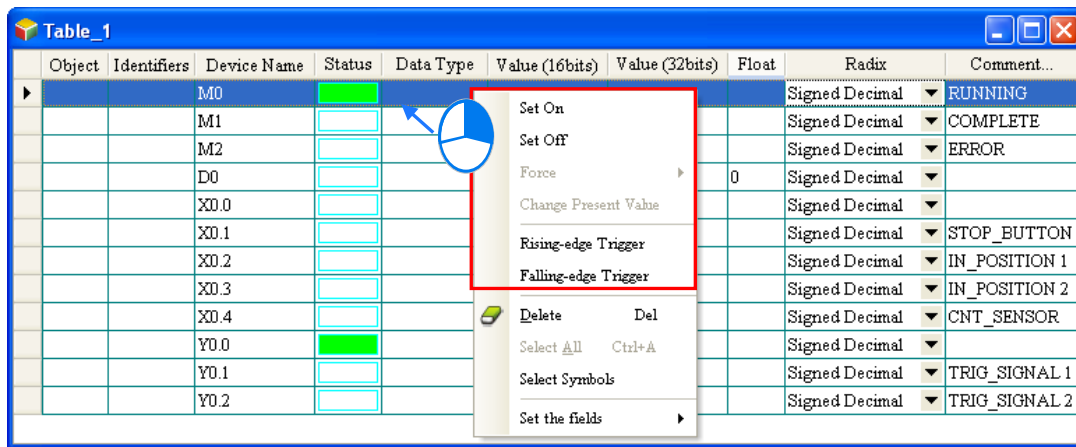 Table_1
Object Identifiers Device Name Status Data Type Value (16bits) Value (32bits) Float Radix Comment...
M0 Signed Decimal RUNNING
Set On
M1 Signed Decimal COMPLETE
Set Off
M2 Signed Decimal ERROR
Force
D0 0 Signed Decimal
Change Present Value
X0.0 Signed Decimal
X0.1 Signed Decimal STOP_BUTTON
Rising-edge Trigger
X0.2 Signed Decimal IN_POSITION 1
Falling-edge Trigger
X0.3 Signed Decimal IN_POSITION 2
Delete Del
X0.4 Signed Decimal CNT_SENSOR
Select All Ctrl+A
Y0.0 Signed Decimal
Select Symbols
Y0.1 Signed Decimal TRIG_SIGNAL 1
Y0.2 Signed Decimal TRIG_SIGNAL 2
Set the fields